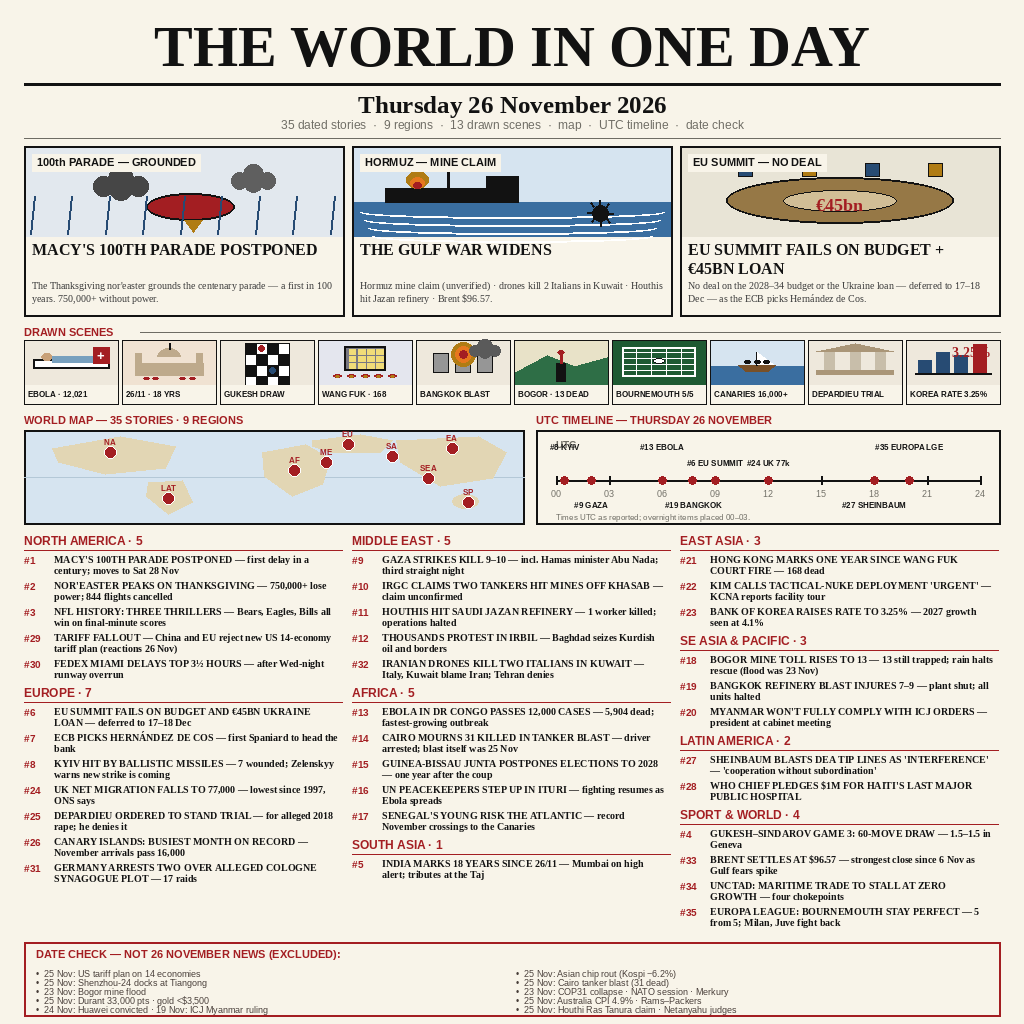 THE WORLD IN ONE DAY
Thursday 26 November 2026
35 dated stories · 9 regions · 13 drawn scenes · map · UTC timeline · date check
100th PARADE — GROUNDED
MACY'S 100TH PARADE POSTPONED
The Thanksgiving nor'easter grounds the centenary parade — a first in 100
years. 750,000+ without power.
HORMUZ — MINE CLAIM
THE GULF WAR WIDENS
Hormuz mine claim (unverified) · drones kill 2 Italians in Kuwait · Houthis
hit Jazan refinery · Brent $96.57.
EU SUMMIT — NO DEAL
€45bn
EU SUMMIT FAILS ON BUDGET +
€45BN LOAN
No deal on the 2028–34 budget or the Ukraine loan — deferred to 17–18
Dec — as the ECB picks Hernández de Cos.
DRAWN SCENES
EBOLA · 12,021
26/11 · 18 YRS
GUKESH DRAW
WANG FUK · 168
BANGKOK BLAST
BOGOR · 13 DEAD
BOURNEMOUTH 5/5
CANARIES 16,000+
DEPARDIEU TRIAL
3.25%
KOREA RATE 3.25%
WORLD MAP — 35 STORIES · 9 REGIONS
NA
LAT
EU
AF
ME
SA
EA
SEA
SP
UTC TIMELINE — THURSDAY 26 NOVEMBER
UTC
#8 KYIV
#13 EBOLA
#35 EUROPA LGE
#6 EU SUMMIT
#24 UK 77k
00
03
06
09
12
15
18
21
24
#9 GAZA
#19 BANGKOK
#27 SHEINBAUM
Times UTC as reported; overnight items placed 00–03.
NORTH AMERICA · 5
#1 MACY'S 100TH PARADE POSTPONED — first delay in a
century; moves to Sat 28 Nov
#2 NOR'EASTER PEAKS ON THANKSGIVING — 750,000+ lose
power; 844 flights cancelled
#3 NFL HISTORY: THREE THRILLERS — Bears, Eagles, Bills all
win on final-minute scores
#29 TARIFF FALLOUT — China and EU reject new US 14-economy
tariff plan (reactions 26 Nov)
#30 FEDEX MIAMI DELAYS TOP 3½ HOURS — after Wed-night
runway overrun
EUROPE · 7
#6 EU SUMMIT FAILS ON BUDGET AND €45BN UKRAINE
LOAN — deferred to 17–18 Dec
#7 ECB PICKS HERNÁNDEZ DE COS — first Spaniard to head the
bank
#8 KYIV HIT BY BALLISTIC MISSILES — 7 wounded; Zelenskyy
warns new strike is coming
#24 UK NET MIGRATION FALLS TO 77,000 — lowest since 1997,
ONS says
#25 DEPARDIEU ORDERED TO STAND TRIAL — for alleged 2018
rape; he denies it
#26 CANARY ISLANDS: BUSIEST MONTH ON RECORD —
November arrivals pass 16,000
#31 GERMANY ARRESTS TWO OVER ALLEGED COLOGNE
SYNAGOGUE PLOT — 17 raids
MIDDLE EAST · 5
#9 GAZA STRIKES KILL 9–10 — incl. Hamas minister Abu Nada;
third straight night
#10 IRGC CLAIMS TWO TANKERS HIT MINES OFF KHASAB —
claim unconfirmed
#11 HOUTHIS HIT SAUDI JAZAN REFINERY — 1 worker killed;
operations halted
#12 THOUSANDS PROTEST IN IRBIL — Baghdad seizes Kurdish
oil and borders
#32 IRANIAN DRONES KILL TWO ITALIANS IN KUWAIT —
Italy, Kuwait blame Iran; Tehran denies
AFRICA · 5
#13 EBOLA IN DR CONGO PASSES 12,000 CASES — 5,904 dead;
fastest-growing outbreak
#14 CAIRO MOURNS 31 KILLED IN TANKER BLAST — driver
arrested; blast itself was 25 Nov
#15 GUINEA-BISSAU JUNTA POSTPONES ELECTIONS TO 2028
— one year after the coup
#16 UN PEACEKEEPERS STEP UP IN ITURI — fighting resumes as
Ebola spreads
#17 SENEGAL'S YOUNG RISK THE ATLANTIC — record
November crossings to the Canaries
SOUTH ASIA · 1
#5 INDIA MARKS 18 YEARS SINCE 26/11 — Mumbai on high
alert; tributes at the Taj
EAST ASIA · 3
#21 HONG KONG MARKS ONE YEAR SINCE WANG FUK
COURT FIRE — 168 dead
#22 KIM CALLS TACTICAL-NUKE DEPLOYMENT 'URGENT' —
KCNA reports facility tour
#23 BANK OF KOREA RAISES RATE TO 3.25% — 2027 growth
seen at 4.1%
SE ASIA & PACIFIC · 3
#18 BOGOR MINE TOLL RISES TO 13 — 13 still trapped; rain halts
rescue (flood was 23 Nov)
#19 BANGKOK REFINERY BLAST INJURES 7–9 — plant shut; all
units halted
#20 MYANMAR WON'T FULLY COMPLY WITH ICJ ORDERS —
president at cabinet meeting
LATIN AMERICA · 2
#27 SHEINBAUM BLASTS DEA TIP LINES AS 'INTERFERENCE'
— 'cooperation without subordination'
#28 WHO CHIEF PLEDGES $1M FOR HAITI'S LAST MAJOR
PUBLIC HOSPITAL
SPORT & WORLD · 4
#4 GUKESH–SINDAROV GAME 3: 60-MOVE DRAW — 1.5–1.5 in
Geneva
#33 BRENT SETTLES AT $96.57 — strongest close since 6 Nov as
Gulf fears spike
#34 UNCTAD: MARITIME TRADE TO STALL AT ZERO
GROWTH — four chokepoints
#35 EUROPA LEAGUE: BOURNEMOUTH STAY PERFECT — 5
from 5; Milan, Juve fight back
DATE CHECK — NOT 26 NOVEMBER NEWS (EXCLUDED):
• 25 Nov: US tariff plan on 14 economies
• 25 Nov: Shenzhou-24 docks at Tiangong
• 23 Nov: Bogor mine flood
• 25 Nov: Durant 33,000 pts · gold <$3,500
• 24 Nov: Huawei convicted · 19 Nov: ICJ Myanmar ruling
• 25 Nov: Asian chip rout (Kospi −6.2%)
• 25 Nov: Cairo tanker blast (31 dead)
• 23 Nov: COP31 collapse · NATO session · Merkury
• 25 Nov: Australia CPI 4.9% · Rams–Packers
• 25 Nov: Houthi Ras Tanura claim · Netanyahu judges